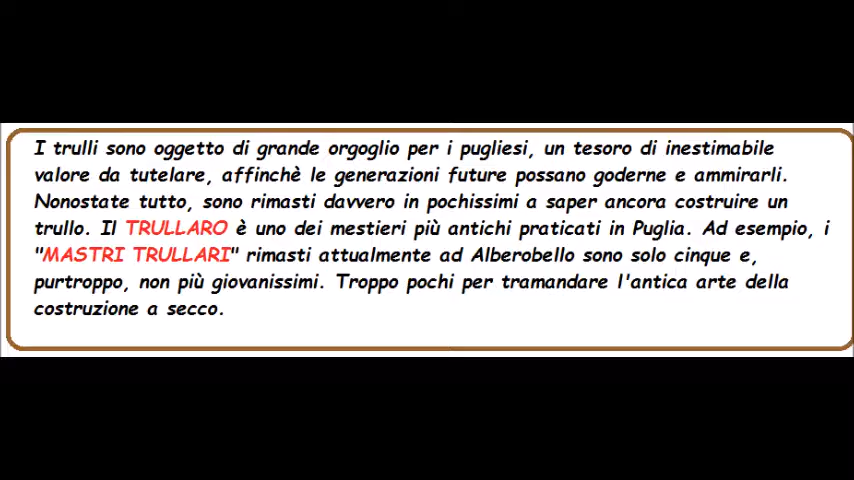 I trulli sono oggetto di grande orgoglio per i pugliesi, un tesoro di inestimabile
valore da tutelare, affinchè le generazioni future possano goderne e ammirarli.
Nonostate tutto, sono rimasti davvero in pochissimi a saper ancora costruire un
trullo. Il TRULLARO è uno dei mestieri più antichi praticati in Puglia. Ad esempio, i
"MASTRI TRULLARI" rimasti attualmente ad Alberobello sono solo cinque e,
purtroppo, non più giovanissimi. Troppo pochi per tramandare l'antica arte della
costruzione a secco.